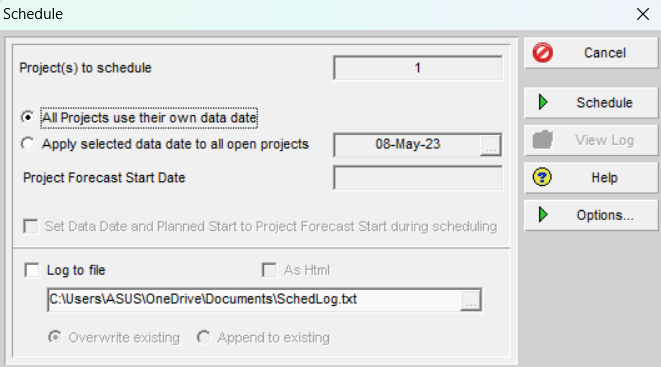 Schedule
Project(s) to schedule 1
All Projects use their own data date
Apply selected data date to all open projects 08-May-23 ...
Project Forecast Start Date
Set Data Date and Planned Start to Project Forecast Start during scheduling
Log to file As Html
C:\Users\ASUS\OneDrive\Documents\SchedLog.txt ...
Overwrite existing Append to existing
Cancel
Schedule
View Log
Help
Options...